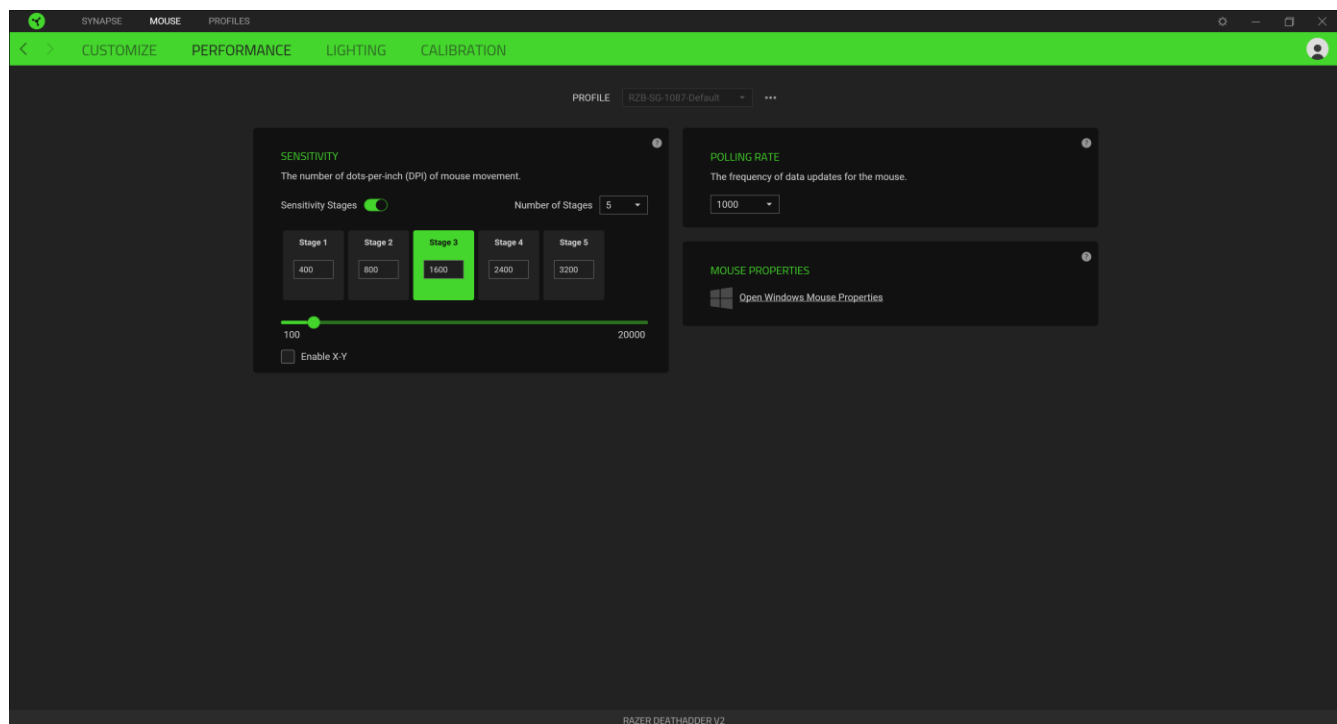 SYNAPSE MOUSE PROFILES
CUSTOMIZE PERFORMANCE LIGHTING CALIBRATION
PROFILE RZB-SG-1087-Default
SENSITIVITY
The number of dots-per-inch (DPI) of mouse movement.
Sensitivity Stages Number of Stages 5
Stage 1 Stage 2 Stage 3 Stage 4 Stage 5
400 800 1600 2400 3200
100 20000
Enable X-Y
POLLING RATE
The frequency of data updates for the mouse.
1000
MOUSE PROPERTIES
Open Windows Mouse Properties
RAZER DEATHADDER V2